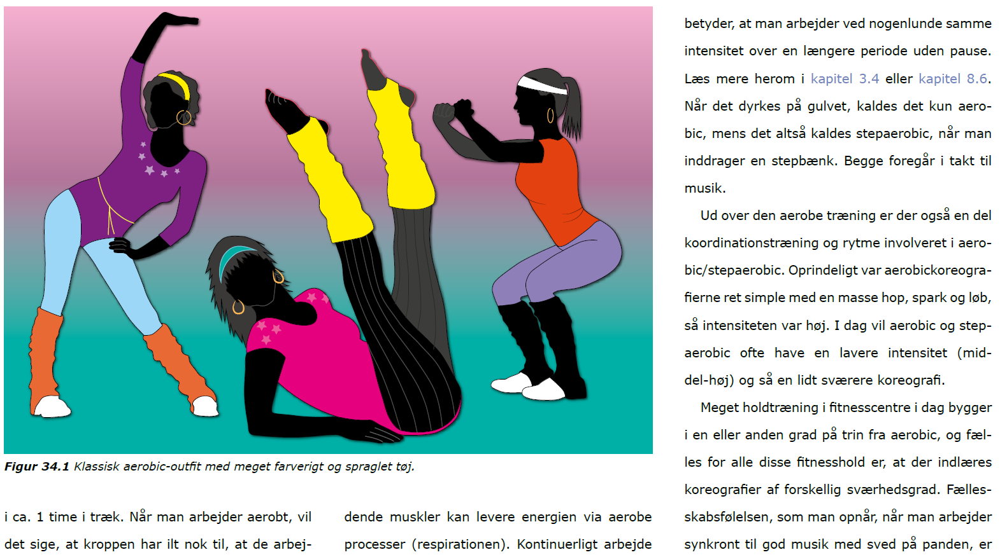 Figur 34.1 Klassisk aerobic-outfit med meget farverigt og spraglet tøj.
i ca. 1 time i træk. Når man arbejder aerobt, vil
det sige, at kroppen har ilt nok til, at de arbej-
dende muskler kan levere energien via aerobe
processer (respirationen). Kontinuerligt arbejde
betyder, at man arbejder ved nogenlunde samme
intensitet over en længere periode uden pause.
Læs mere herom i kapitel 3.4 eller kapitel 8.6.
Når det dyrkes på gulvet, kaldes det kun aero-
bic, mens det altså kaldes stepaerobic, når man
inddrager en stepbænk. Begge foregår i takt til
musik.
Ud over den aerobe træning er der også en del
koordinationstræning og rytme involveret i aero-
bic/stepaerobic. Oprindeligt var aerobickoreogra-
fierne ret simple med en masse hop, spark og løb,
så intensiteten var høj. I dag vil aerobic og step-
aerobic ofte have en lavere intensitet (mid-
del-høj) og så en lidt sværere koreografi.
Meget holdtræning i fitnesscentre i dag bygger
i en eller anden grad på trin fra aerobic, og fæl-
les for alle disse fitnesshold er, at der indlæres
koreografier af forskellig sværhedsgrad. Fælles-
skabsfølelsen, som man opnår, når man arbejder
synkront til god musik med sved på panden, er